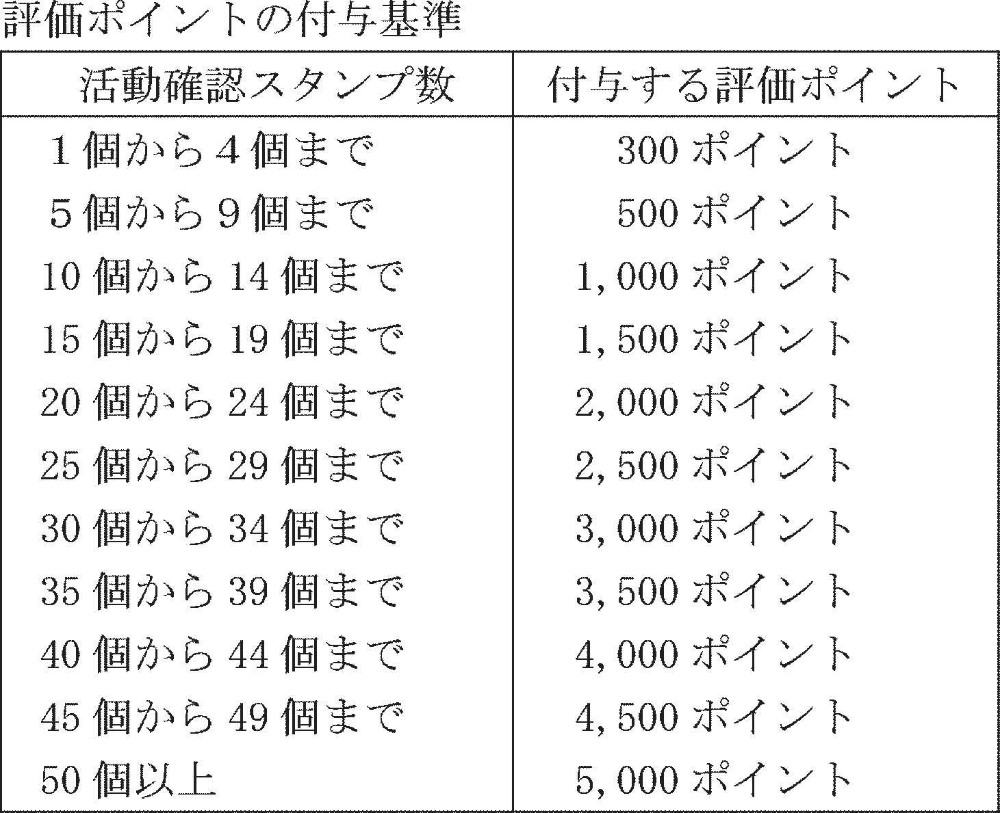 評価ポイントの付与基準
活動確認スタンプ数 付与する評価ポイント
1個から4個まで 300ポイント
5個から9個まで 500ポイント
10個から14個まで 1,000ポイント
15個から19個まで 1,500ポイント
20個から24個まで 2,000ポイント
25個から29個まで 2,500ポイント
30個から34個まで 3,000ポイント
35個から39個まで 3,500ポイント
40個から44個まで 4,000ポイント
45個から49個まで 4,500ポイント
50個以上 5,000ポイント